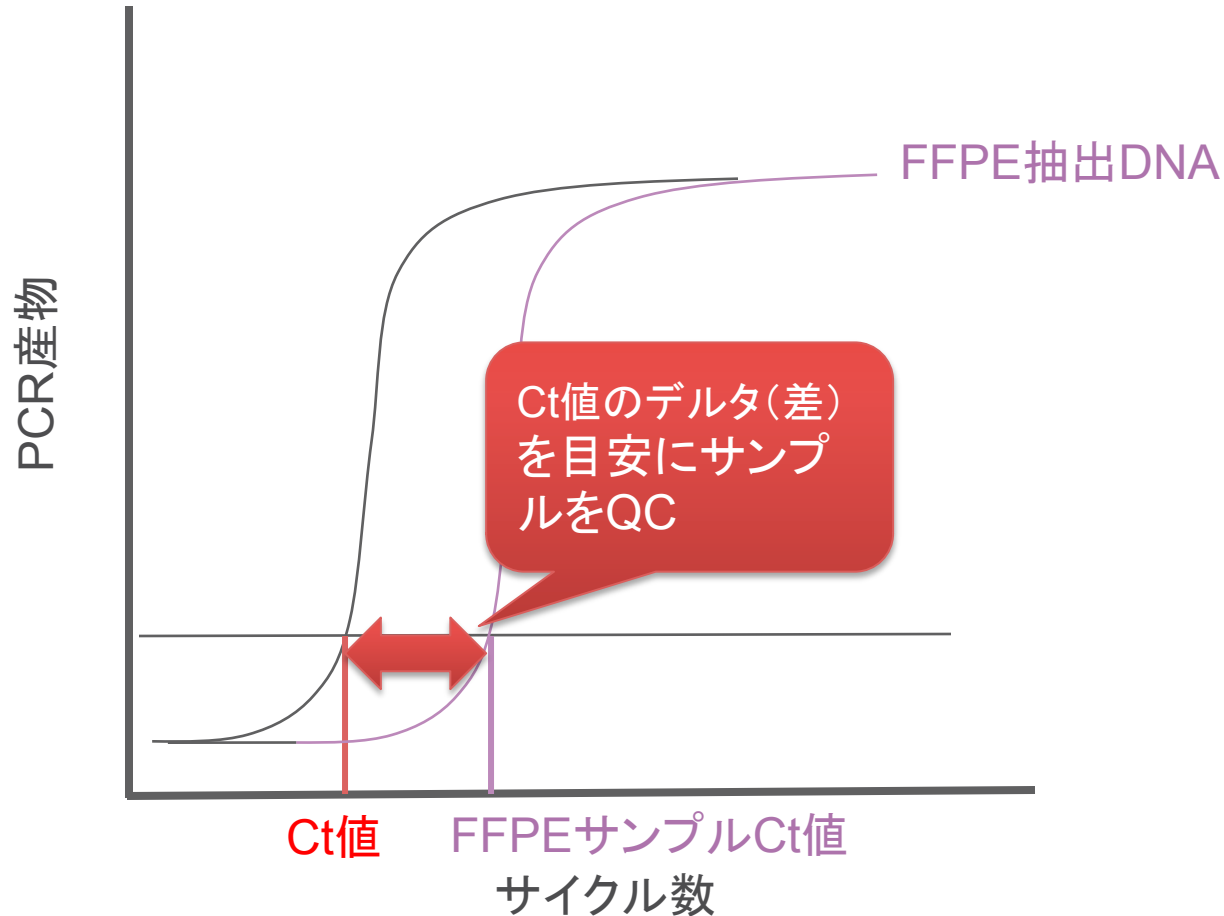 FFPE抽出DNA
PCR産物
Ct値のデルタ（差）
を目安にサンプ
ルをQC
Ct値
FFPEサンプルCt値
サイクル数